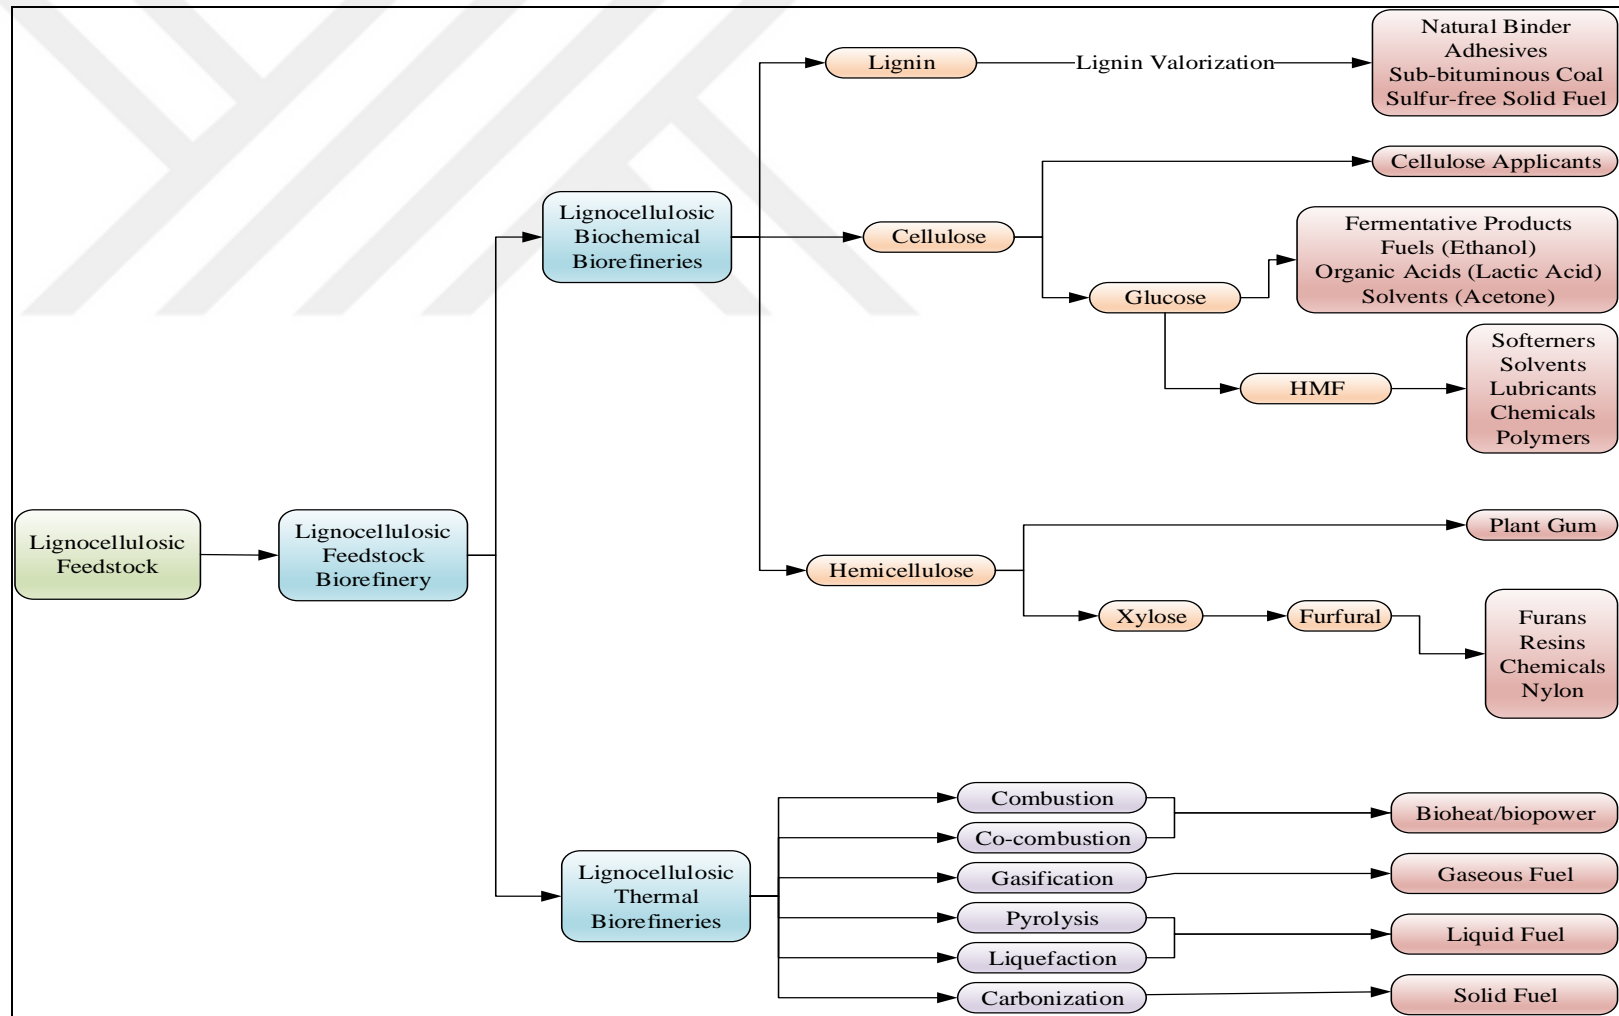 Lignocellulosic
Feedstock
Lignocellulosic
Feedstock
Biorefinery
Lignocellulosic
Biochemical
Biorefineries
Lignin
Lignin Valorization
Natural Binder
Adhesives
Sub-bituminous Coal
Sulfur-free Solid Fuel
Cellulose
Cellulose Applicants
Glucose
Fermentative Products
Fuels (Ethanol)
Organic Acids (Lactic Acid)
Solvents (Acetone)
HMF
Softerners
Solvents
Lubricants
Chemicals
Polymers
Hemicellulose
Plant Gum
Xylose
Furfural
Furans
Resins
Chemicals
Nylon
Lignocellulosic
Thermal
Biorefineries
Combustion
Co-combustion
Bioheat/biopower
Gasification
Gaseous Fuel
Pyrolysis
Liquefaction
Liquid Fuel
Carbonization
Solid Fuel